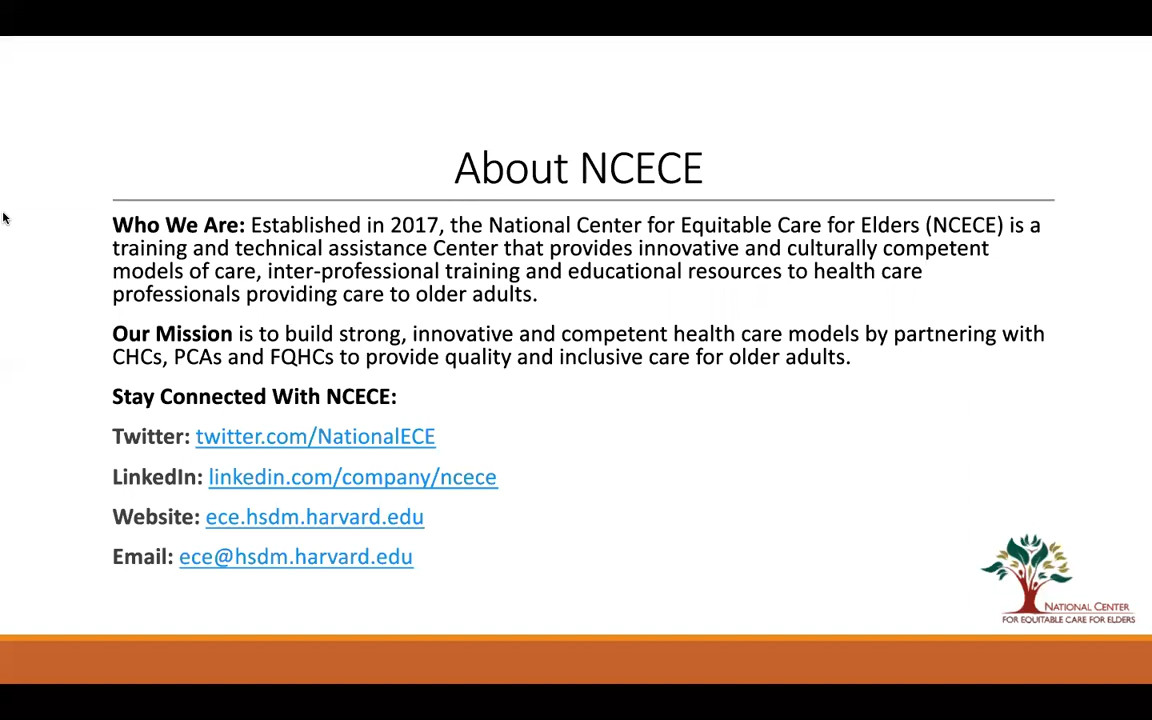 About NCECE
Who We Are: Established in 2017, the National Center for Equitable Care for Elders (NCECE) is a
training and technical assistance Center that provides innovative and culturally competent
models of care, inter-professional training and educational resources to health care
professionals providing care to older adults.
Our Mission is to build strong, innovative and competent health care models by partnering with
CHCs, PCAs and FQHCs to provide quality and inclusive care for older adults.
Stay Connected With NCECE:
Twitter: twitter.com/NationalECE
LinkedIn: linkedin.com/company/ncece
Website: ece.hsdm.harvard.edu
Email: ece@hsdm.harvard.edu
NATIONAL CENTER
FOR EQUITABLE CARE FOR ELDERS